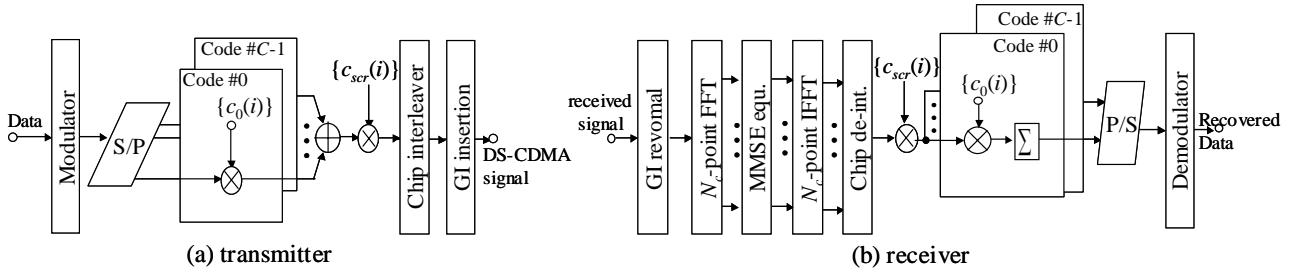 Data
Modulator
S/P
Code #C-1
Code #0
{c0(i)}
{cscr(i)}
Chip interleaver
GI insertion
DS-CDMA
signal
(a) transmitter
received
signal
GI revomal
Nc-point FFT
MMSE equ.
Nc-point IFFT
Chip de-int.
{cscr(i)}
Code #C-1
Code #0
{c0(i)}
Σ
P/S
Demodulator
Recovered
Data
(b) receiver